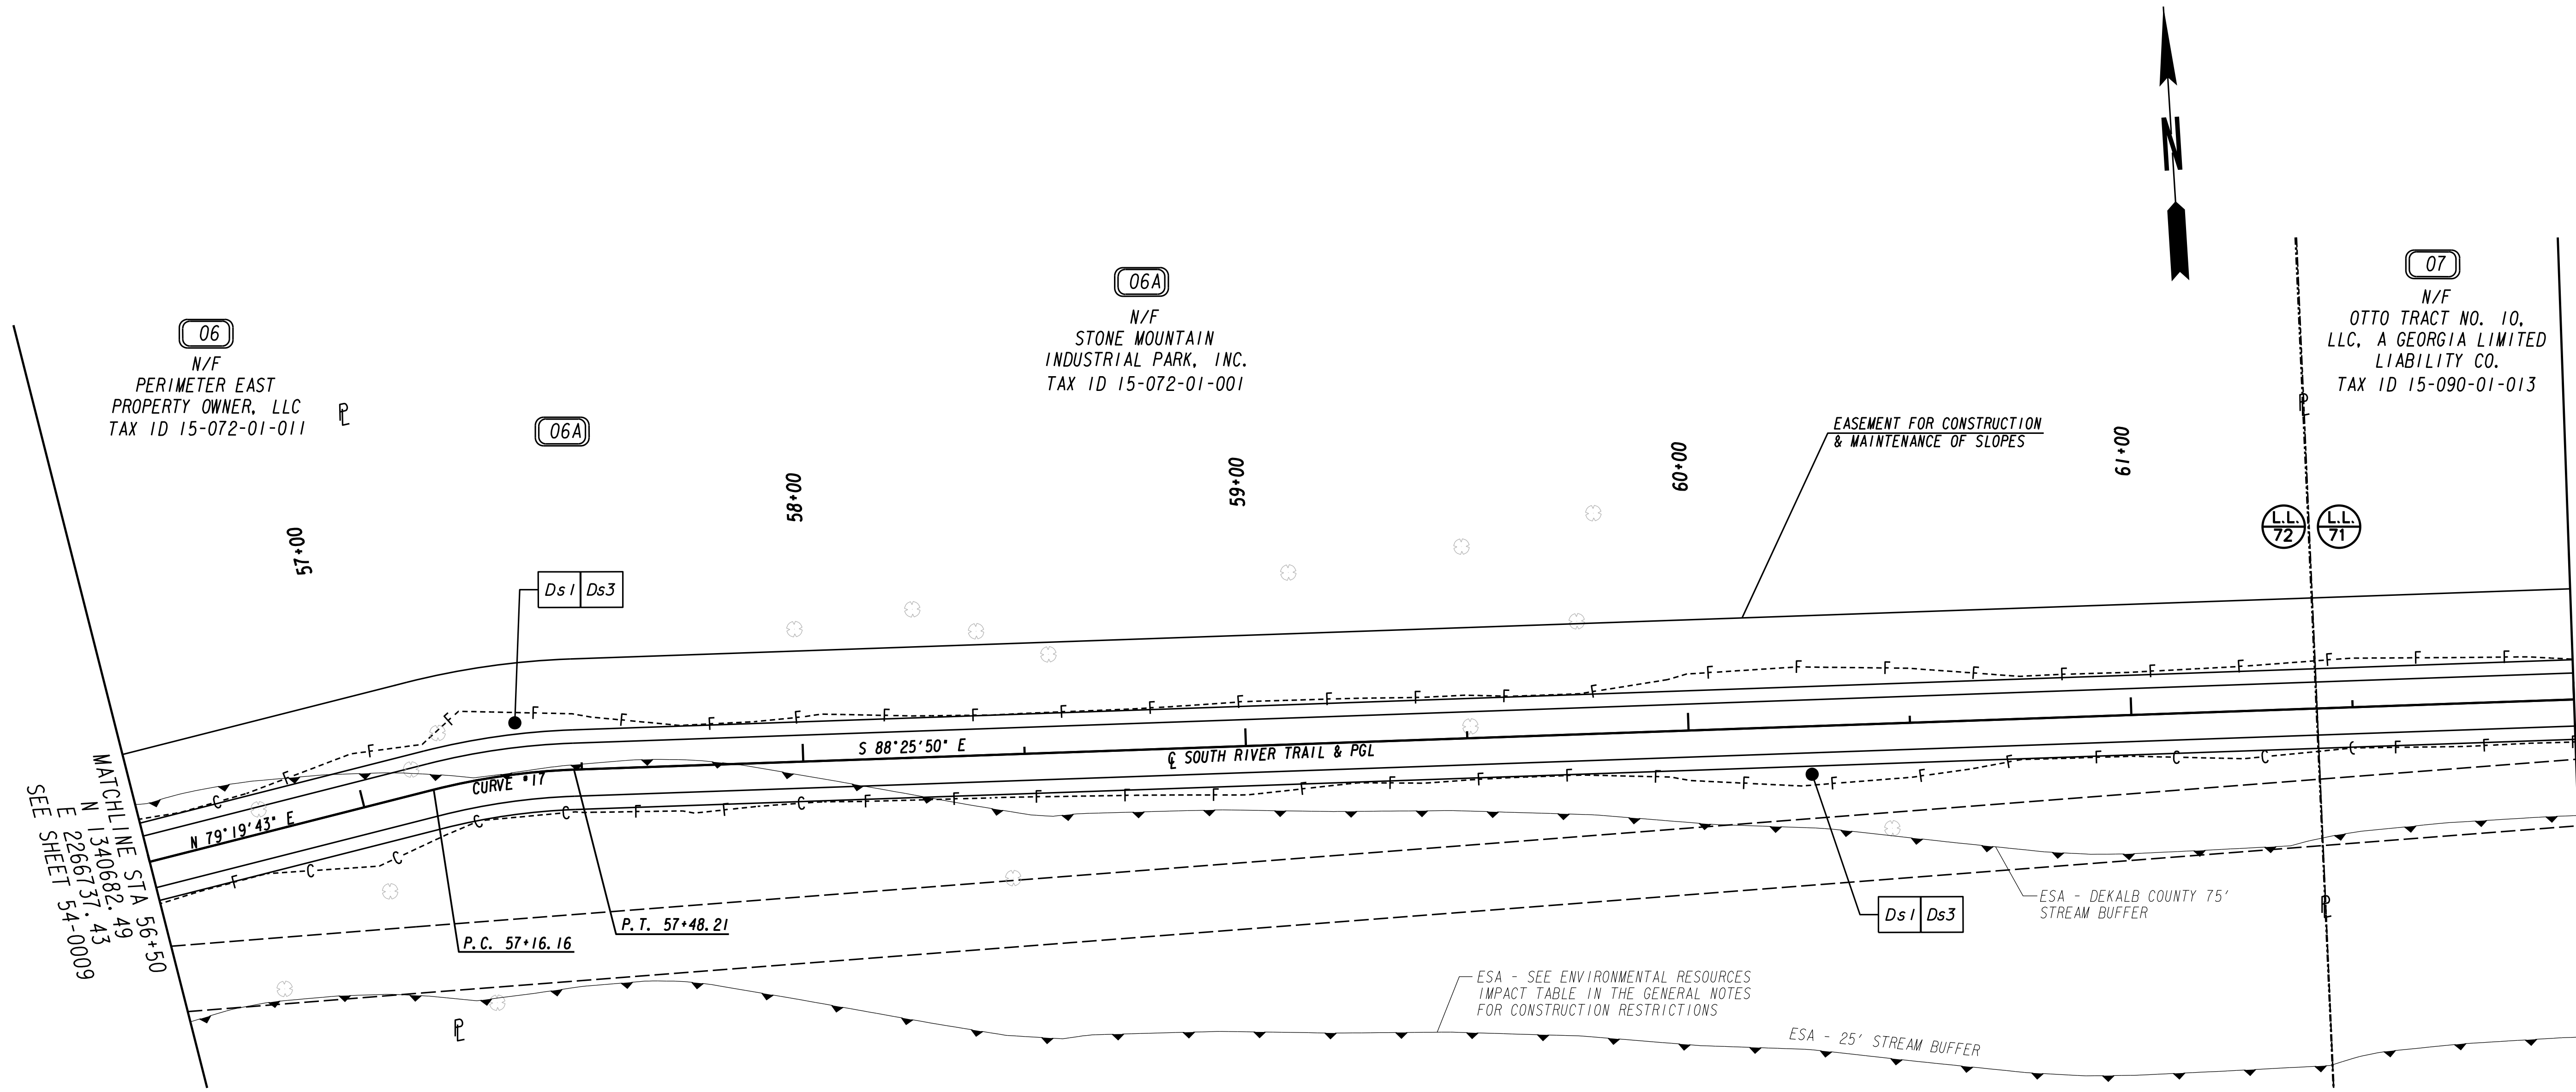 N
06
N/F
PERIMETER EAST
PROPERTY OWNER, LLC
TAX ID 15-072-01-011
PL
06A
06A
N/F
STONE MOUNTAIN
INDUSTRIAL PARK, INC.
TAX ID 15-072-01-001
07
N/F
OTTO TRACT NO. 10,
LLC, A GEORGIA LIMITED
LIABILITY CO.
TAX ID 15-090-01-013
PL
EASEMENT FOR CONSTRUCTION
& MAINTENANCE OF SLOPES
57+00
58+00
59+00
60+00
61+00
L.L.
72
L.L.
71
Ds1 Ds3
F F F F F F F F F F F F F F F F F F F F F F
C
N 79°19'43" E
CURVE #17
S 88°25'50" E
CL SOUTH RIVER TRAIL & PGL
F C C C C F F C F F F F F F F F F F F F F F F C C C F F F
P.C. 57+16.16
P.T. 57+48.21
Ds1 Ds3
ESA - DEKALB COUNTY 75'
STREAM BUFFER
PL
MATCHLINE STA 56+50
N 1340682.49
E 2266737.43
SEE SHEET 54-0009
PL
ESA - SEE ENVIRONMENTAL RESOURCES
IMPACT TABLE IN THE GENERAL NOTES
FOR CONSTRUCTION RESTRICTIONS
ESA - 25' STREAM BUFFER